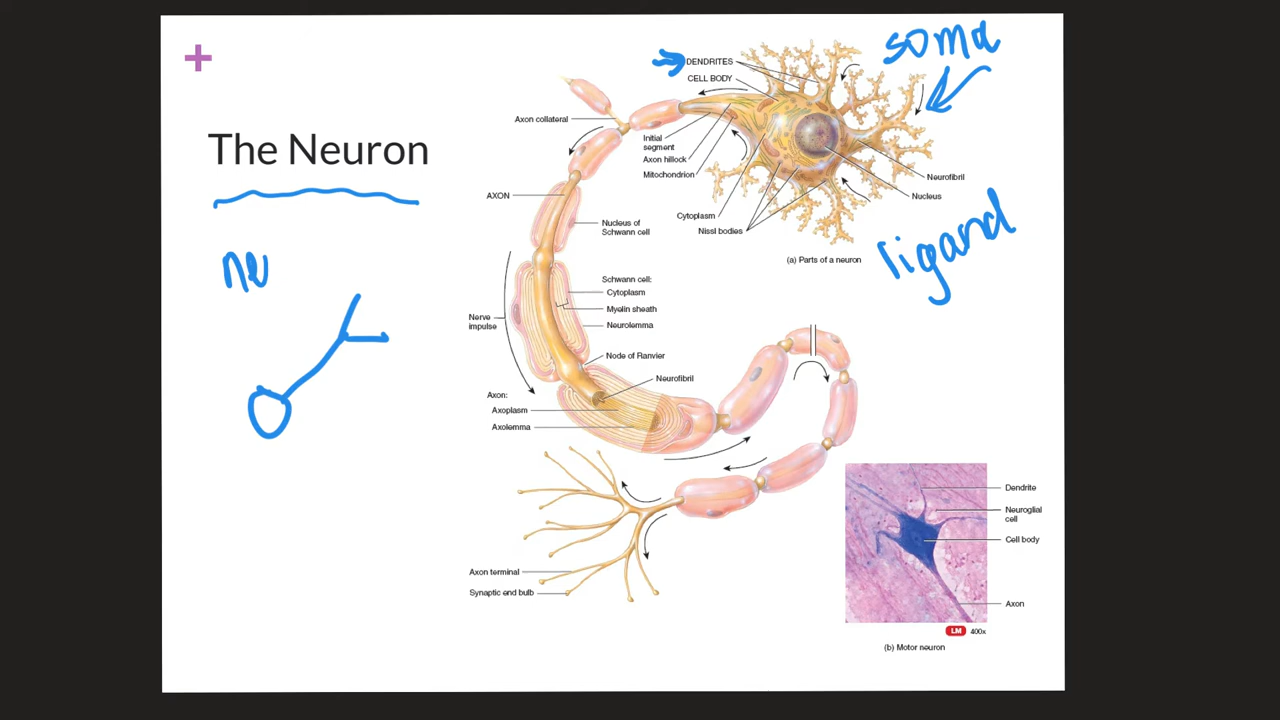 +
The Neuron
ne
soma
ligand
DENDRITES
CELL BODY
Axon collateral
Initial
segment
Axon hillock
Mitochondrion
AXON
Nucleus of
Schwann cell
Cytoplasm
Nissl bodies
Neurofibril
Nucleus
(a) Parts of a neuron
Schwann cell:
Cytoplasm
Myelin sheath
Neurolemma
Nerve
impulse
Node of Ranvier
Neurofibril
Axon:
Axoplasm
Axolemma
Axon terminal
Synaptic end bulb
Dendrite
Neuroglial
cell
Cell body
Axon
LM 400x
(b) Motor neuron